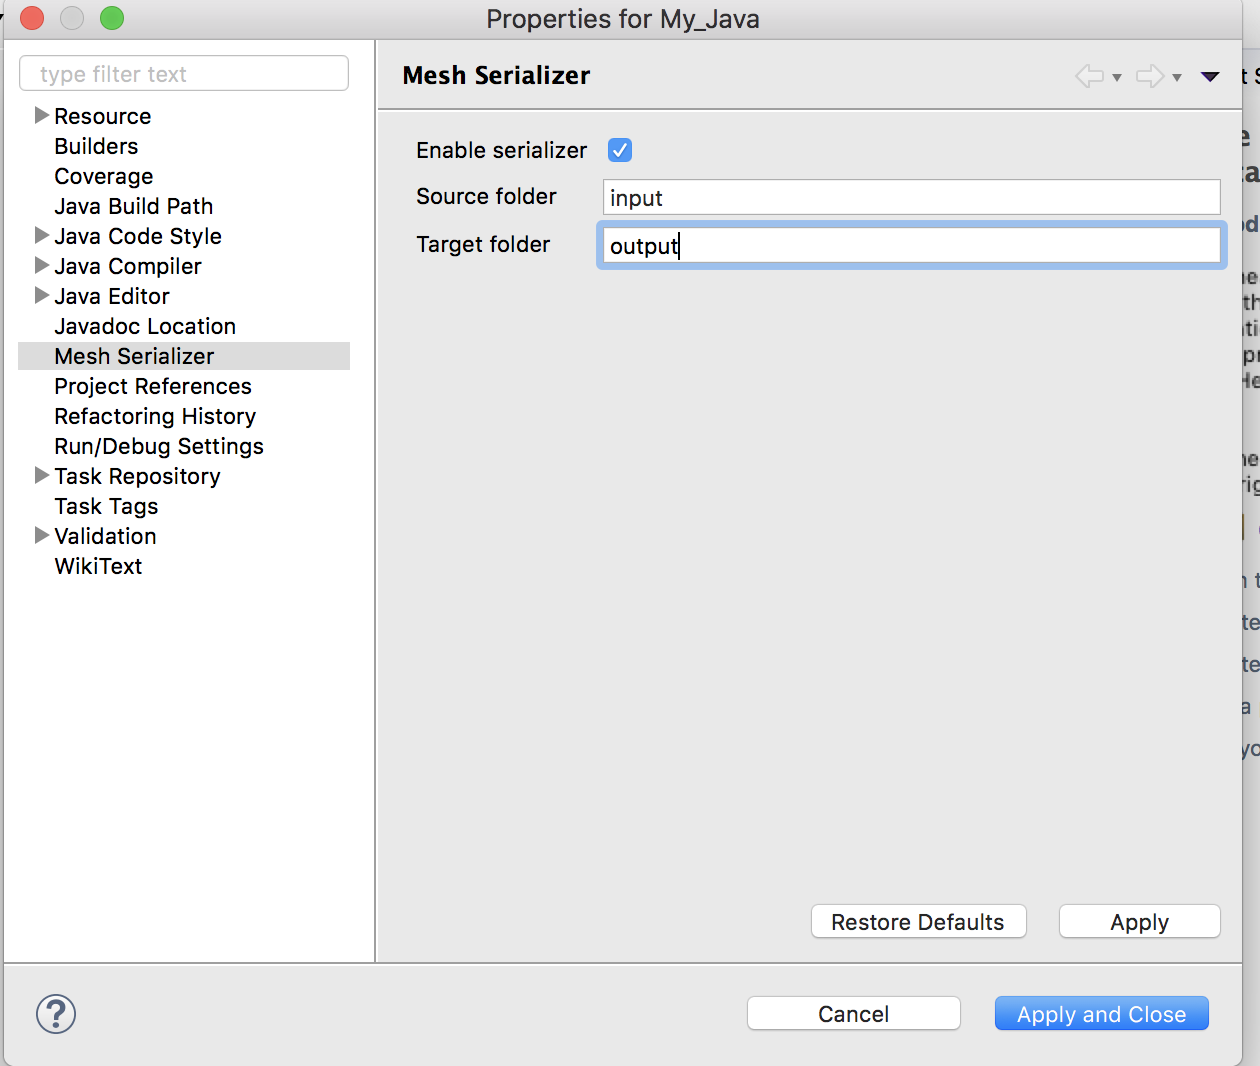 Properties for My_Java
type filter text
Resource
Builders
Coverage
Java Build Path
Java Code Style
Java Compiler
Java Editor
Javadoc Location
Mesh Serializer
Project References
Refactoring History
Run/Debug Settings
Task Repository
Task Tags
Validation
WikiText
Mesh Serializer
Enable serializer
Source folder input
Target folder output
Restore Defaults Apply
? Cancel Apply and Close